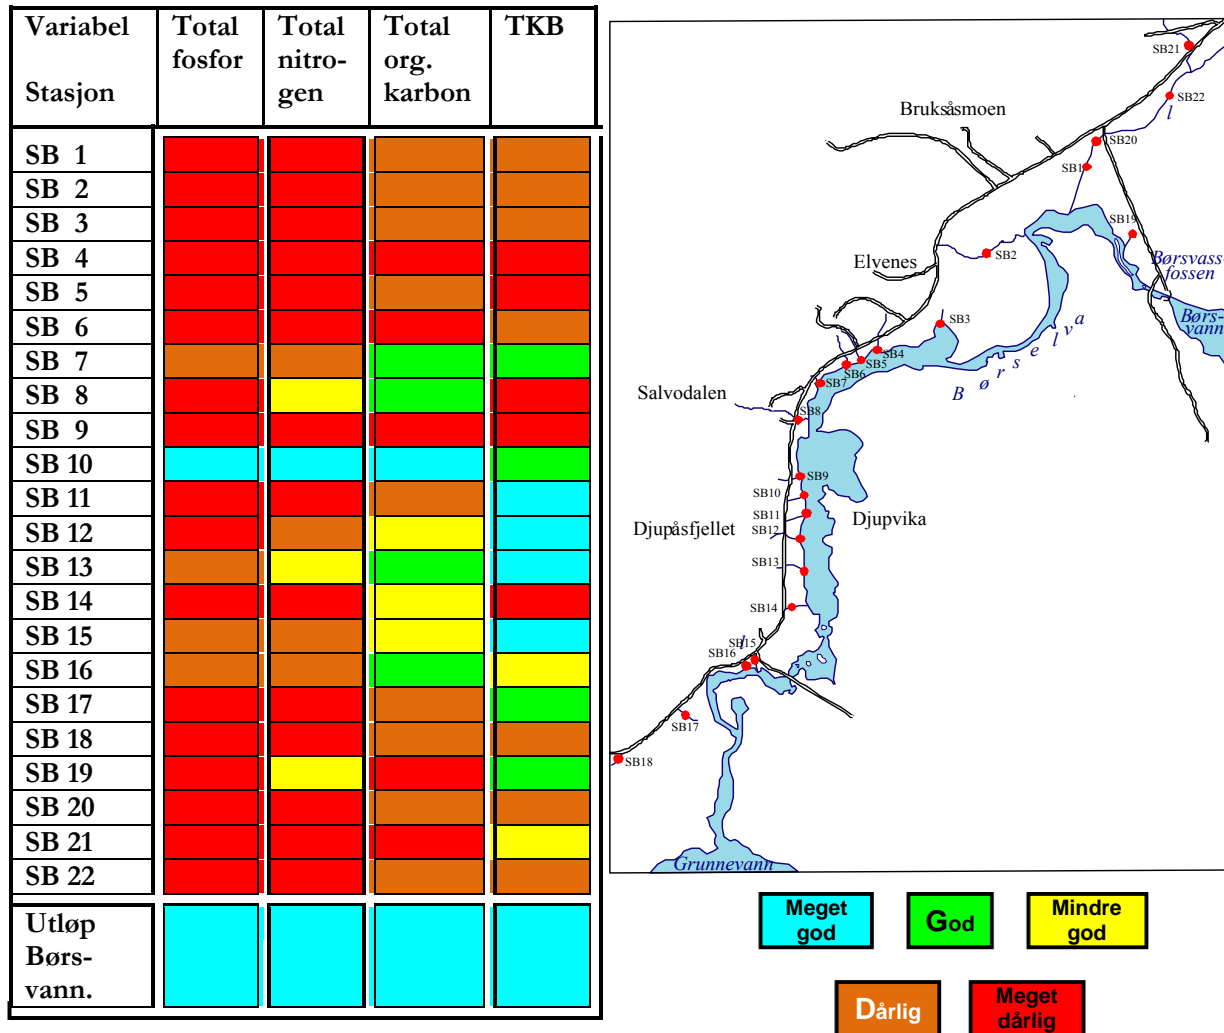 Variabel
Stasjon
Total
fosfor
Total
nitro-
gen
Total
org.
karbon
TKB
SB 1
SB 2
SB 3
SB 4
SB 5
SB 6
SB 7
SB 8
SB 9
SB 10
SB 11
SB 12
SB 13
SB 14
SB 15
SB 16
SB 17
SB 18
SB 19
SB 20
SB 21
SB 22
Utløp
Børs-
vann.
SB21
SB22
l
Bruksåsmoen
SB20
SB1
SB19
SB2
Børsvass-
fossen
Elvenes
Børs-
vann
SB3
Børselva
SB4
SB5
SB6
SB7
Salvodalen
SB8
SB9
SB10
SB11
Djupvika
Djupåsfjellet
SB12
SB13
SB14
l
SB15
SB16
SB17
SB18
Grunnevann
Meget
god
God
Mindre
god
Dårlig
Meget
dårlig